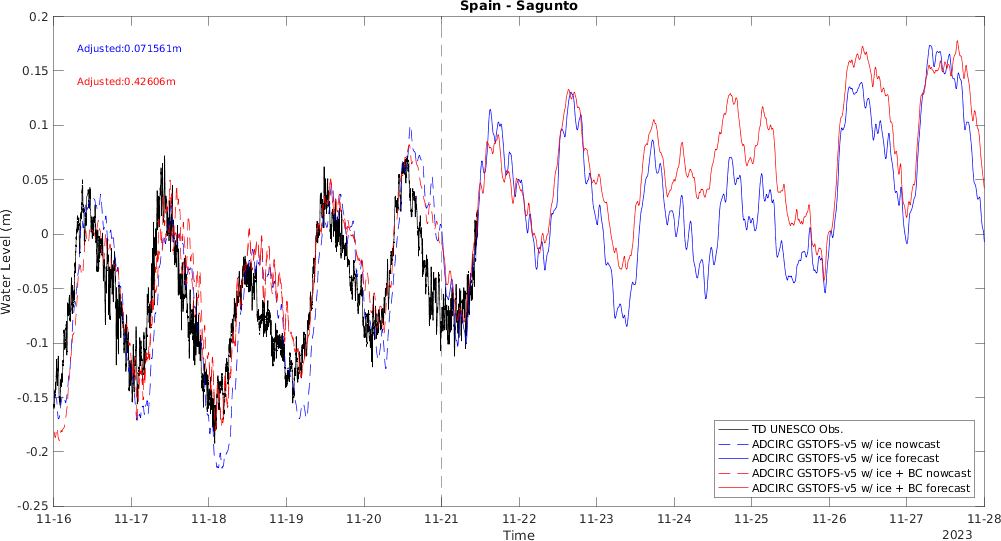 Spain - Sagunto
0.2
0.15
0.1
0.05
0
-0.05
-0.1
-0.15
-0.2
-0.25
Water Level (m)
Adjusted:0.071561m
Adjusted:0.42606m
TD UNESCO Obs.
ADCIRC GSTOFS-v5 w/ ice nowcast
ADCIRC GSTOFS-v5 w/ ice forecast
ADCIRC GSTOFS-v5 w/ ice + BC nowcast
ADCIRC GSTOFS-v5 w/ ice + BC forecast
11-16 11-17 11-18 11-19 11-20 11-21 11-22 11-23 11-24 11-25 11-26 11-27 11-28
Time
2023